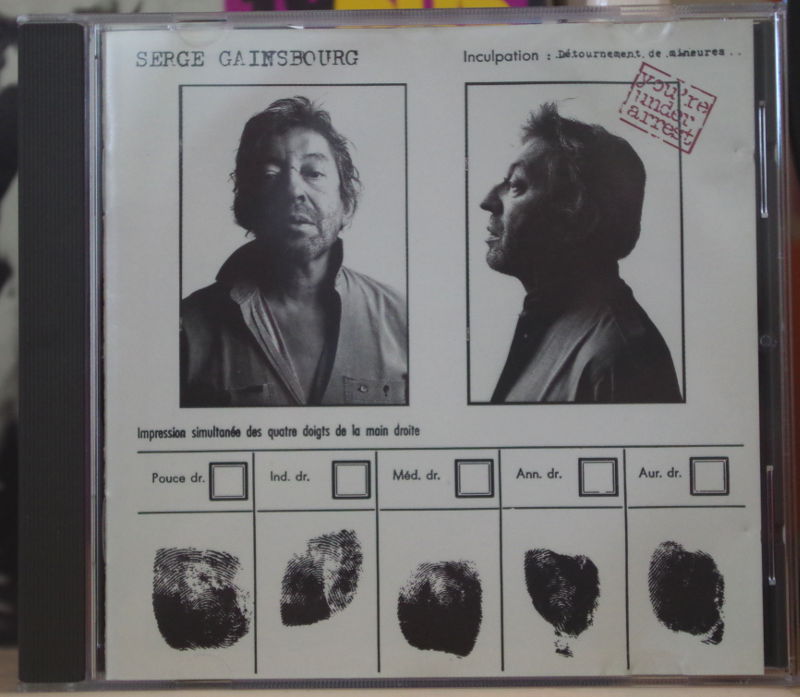 SERGE GAINSBOURG
Inculpation : Détournement de mineures..
you're
under
arrest
Impression simultanée des quatre doigts de la main droite
Pouce dr.
Ind. dr.
Méd. dr.
Ann. dr.
Aur. dr.